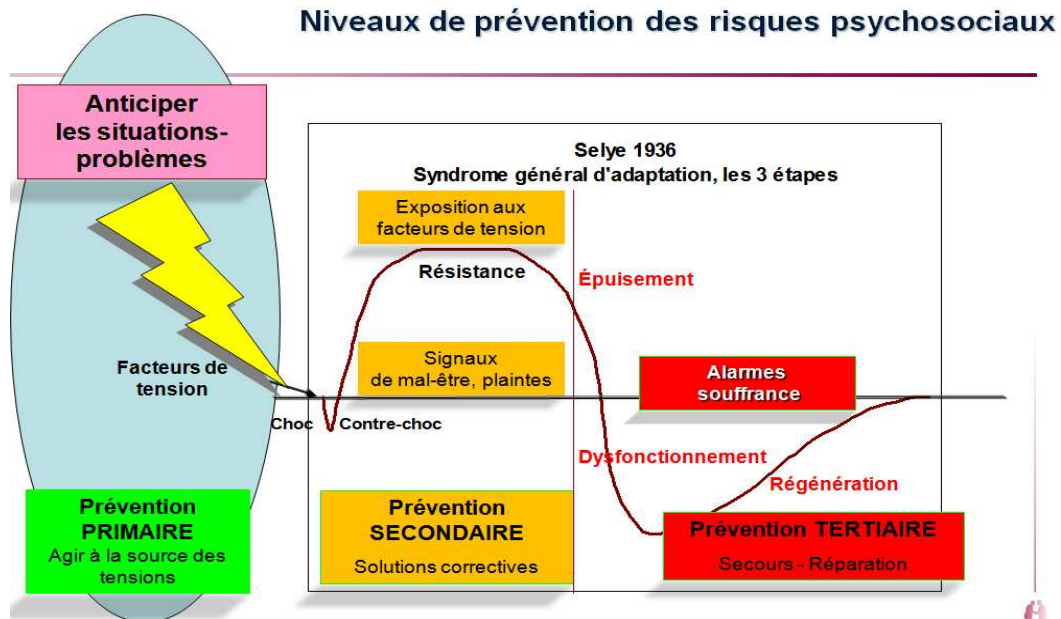 Niveaux de prévention des risques psychosociaux
Anticiper
les situations-
problèmes
Selye 1936
Syndrome général d'adaptation, les 3 étapes
Exposition aux
facteurs de tension
Résistance
Épuisement
Facteurs de
tension
Signaux
de mal-être, plaintes
Alarmes
souffrance
Choc
Contre-choc
Dysfonctionnement
Régénération
Prévention
PRIMAIRE
Agir à la source des
tensions
Prévention
SECONDAIRE
Solutions correctives
Prévention TERTIAIRE
Secours - Réparation